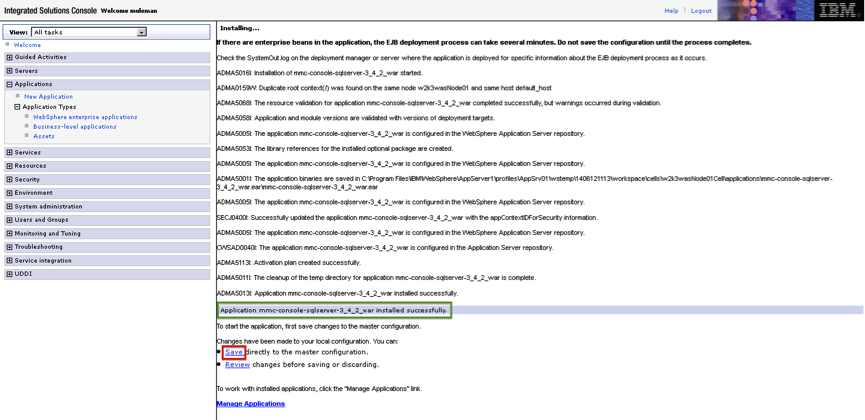 Integrated Solutions Console Welcome muleman
Help | Logout
IBM.
View: All tasks
Welcome
Guided Activities
Servers
Applications
New Application
Application Types
WebSphere enterprise applications
Business-level applications
Assets
Services
Resources
Security
Environment
System administration
Users and Groups
Monitoring and Tuning
Troubleshooting
Service integration
UDDI
Installing...
If there are enterprise beans in the application, the EJB deployment process can take several minutes. Do not save the configuration until the process completes.
Check the SystemOut.log on the deployment manager or server where the application is deployed for specific information about the EJB deployment process as it occurs.
ADMA5016I: Installation of mmc-console-sqlserver-3_4_2_war started.
ADMA0159W: Duplicate root context(/) was found on the same node w2k3wasNode01 and same host default_host
ADMA5068I: The resource validation for application mmc-console-sqlserver-3_4_2_war completed successfully, but warnings occurred during validation.
ADMA5058I: Application and module versions are validated with versions of deployment targets.
ADMA5005I: The application mmc-console-sqlserver-3_4_2_war is configured in the WebSphere Application Server repository.
ADMA5053I: The library references for the installed optional package are created.
ADMA5005I: The application mmc-console-sqlserver-3_4_2_war is configured in the WebSphere Application Server repository.
ADMA5001I: The application binaries are saved in C:\Program Files\IBM\WebSphere\AppServer1\profiles\AppSrv01\wstemp\1406121113\workspace\cells\w2k3wasNode01Cell\applications\mmc-console-sqlserver-
3_4_2_war.ear\mmc-console-sqlserver-3_4_2_war.ear
ADMA5005I: The application mmc-console-sqlserver-3_4_2_war is configured in the WebSphere Application Server repository.
SECJ0400I: Successfully updated the application mmc-console-sqlserver-3_4_2_war with the appContextIDForSecurity information.
ADMA5005I: The application mmc-console-sqlserver-3_4_2_war is configured in the WebSphere Application Server repository.
CWSAD0040I: The application mmc-console-sqlserver-3_4_2_war is configured in the Application Server repository.
ADMA5113I: Activation plan created successfully.
ADMA5011I: The cleanup of the temp directory for application mmc-console-sqlserver-3_4_2_war is complete.
ADMA5013I: Application mmc-console-sqlserver-3_4_2_war installed successfully.
Application mmc-console-sqlserver-3_4_2_war installed successfully.
To start the application, first save changes to the master configuration.
Changes have been made to your local configuration. You can:
Save directly to the master configuration.
Review changes before saving or discarding.
To work with installed applications, click the "Manage Applications" link.
Manage Applications